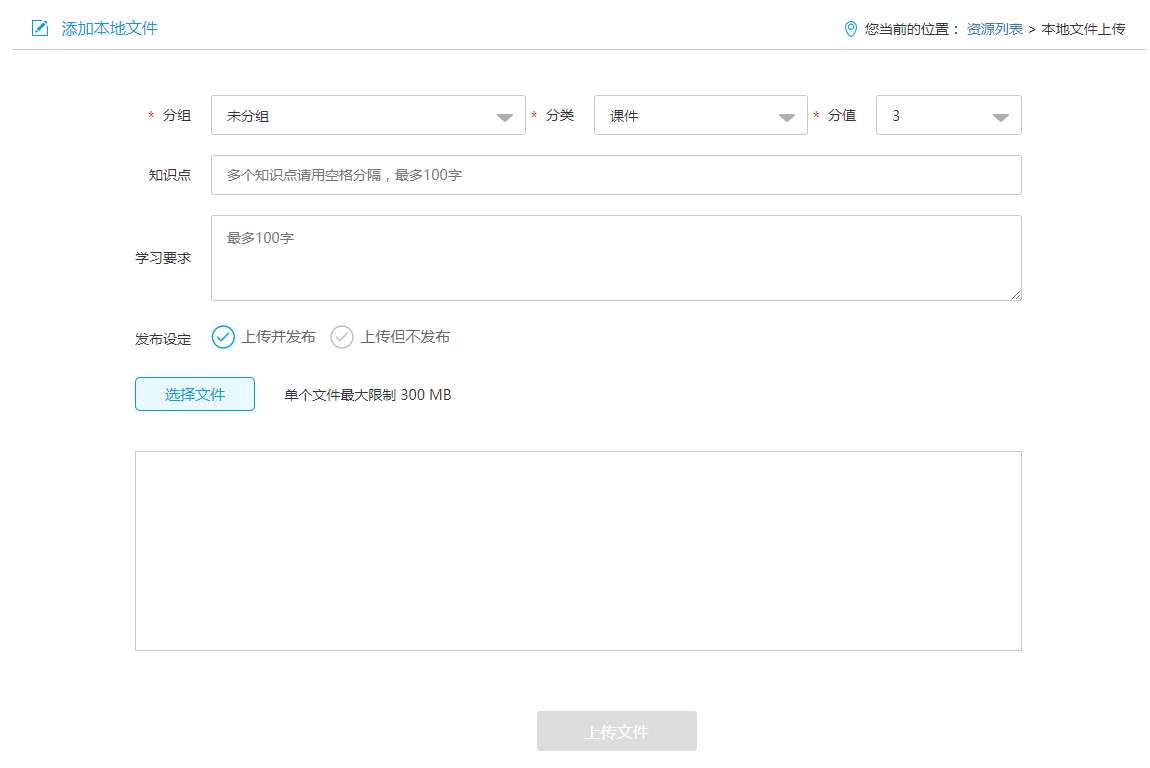 添加本地文件
您当前的位置： 资源列表 > 本地文件上传
* 分组 未分组 * 分类 课件 * 分值 3
知识点 多个知识点请用空格分隔，最多100字
学习要求 最多100字
发布设定 上传并发布 上传但不发布
选择文件 单个文件最大限制 300 MB
上传文件